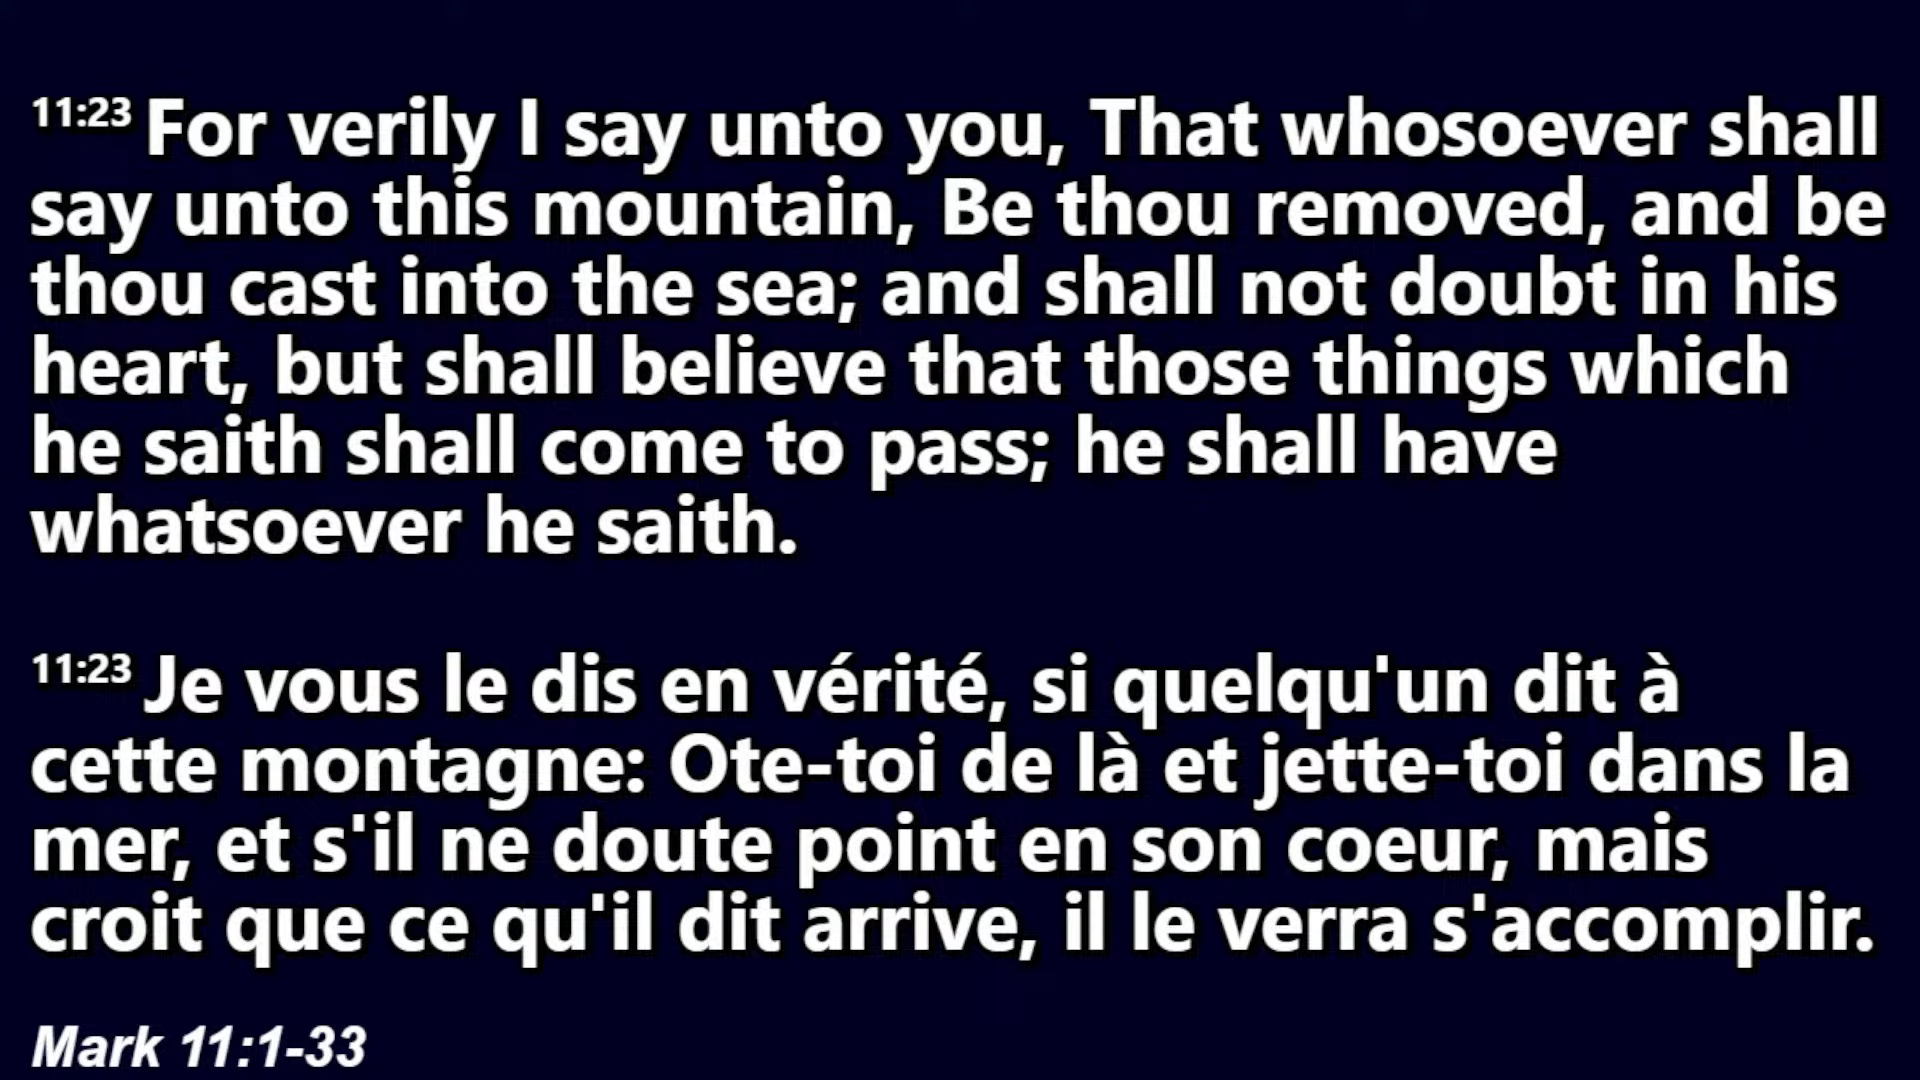 11:23 For verily I say unto you, That whosoever shall
say unto this mountain, Be thou removed, and be
thou cast into the sea; and shall not doubt in his
heart, but shall believe that those things which
he saith shall come to pass; he shall have
whatsoever he saith.
11:23 Je vous le dis en vérité, si quelqu'un dit à
cette montagne: Ote-toi de là et jette-toi dans la
mer, et s'il ne doute point en son coeur, mais
croit que ce qu'il dit arrive, il le verra s'accomplir.
Mark 11:1-33